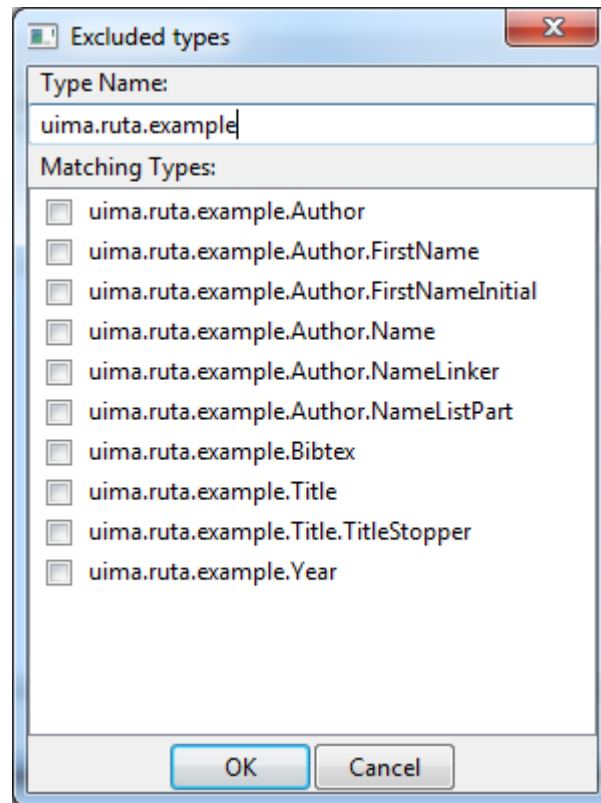 Excluded types
Type Name:
uima.ruta.example
Matching Types:
uima.ruta.example.Author
uima.ruta.example.Author.FirstName
uima.ruta.example.Author.FirstNameInitial
uima.ruta.example.Author.Name
uima.ruta.example.Author.NameLinker
uima.ruta.example.Author.NameListPart
uima.ruta.example.Bibtex
uima.ruta.example.Title
uima.ruta.example.Title.TitleStopper
uima.ruta.example.Year
OK Cancel